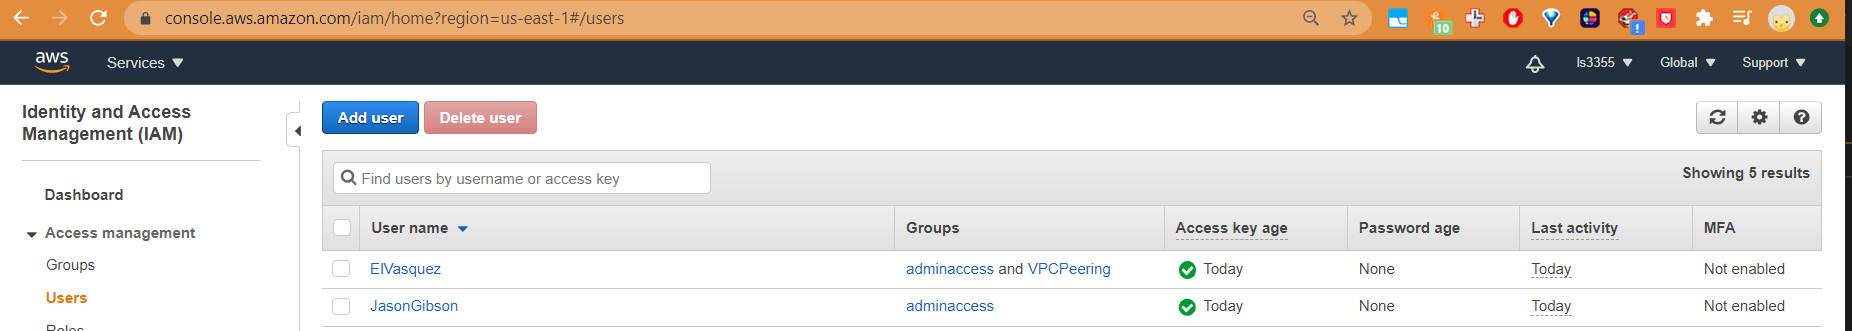 console.aws.amazon.com/iam/home?region=us-east-1#/users
10
!
aws
Services
ls3355
Global
Support
Identity and Access
Management (IAM)
Add user
Delete user
Find users by username or access key
Showing 5 results
Dashboard
Access management
Groups
Users
Roles
User name
Groups
Access key age
Password age
Last activity
MFA
ElVasquez
adminaccess and VPCPeering
Today
None
Today
Not enabled
JasonGibson
adminaccess
Today
None
Today
Not enabled